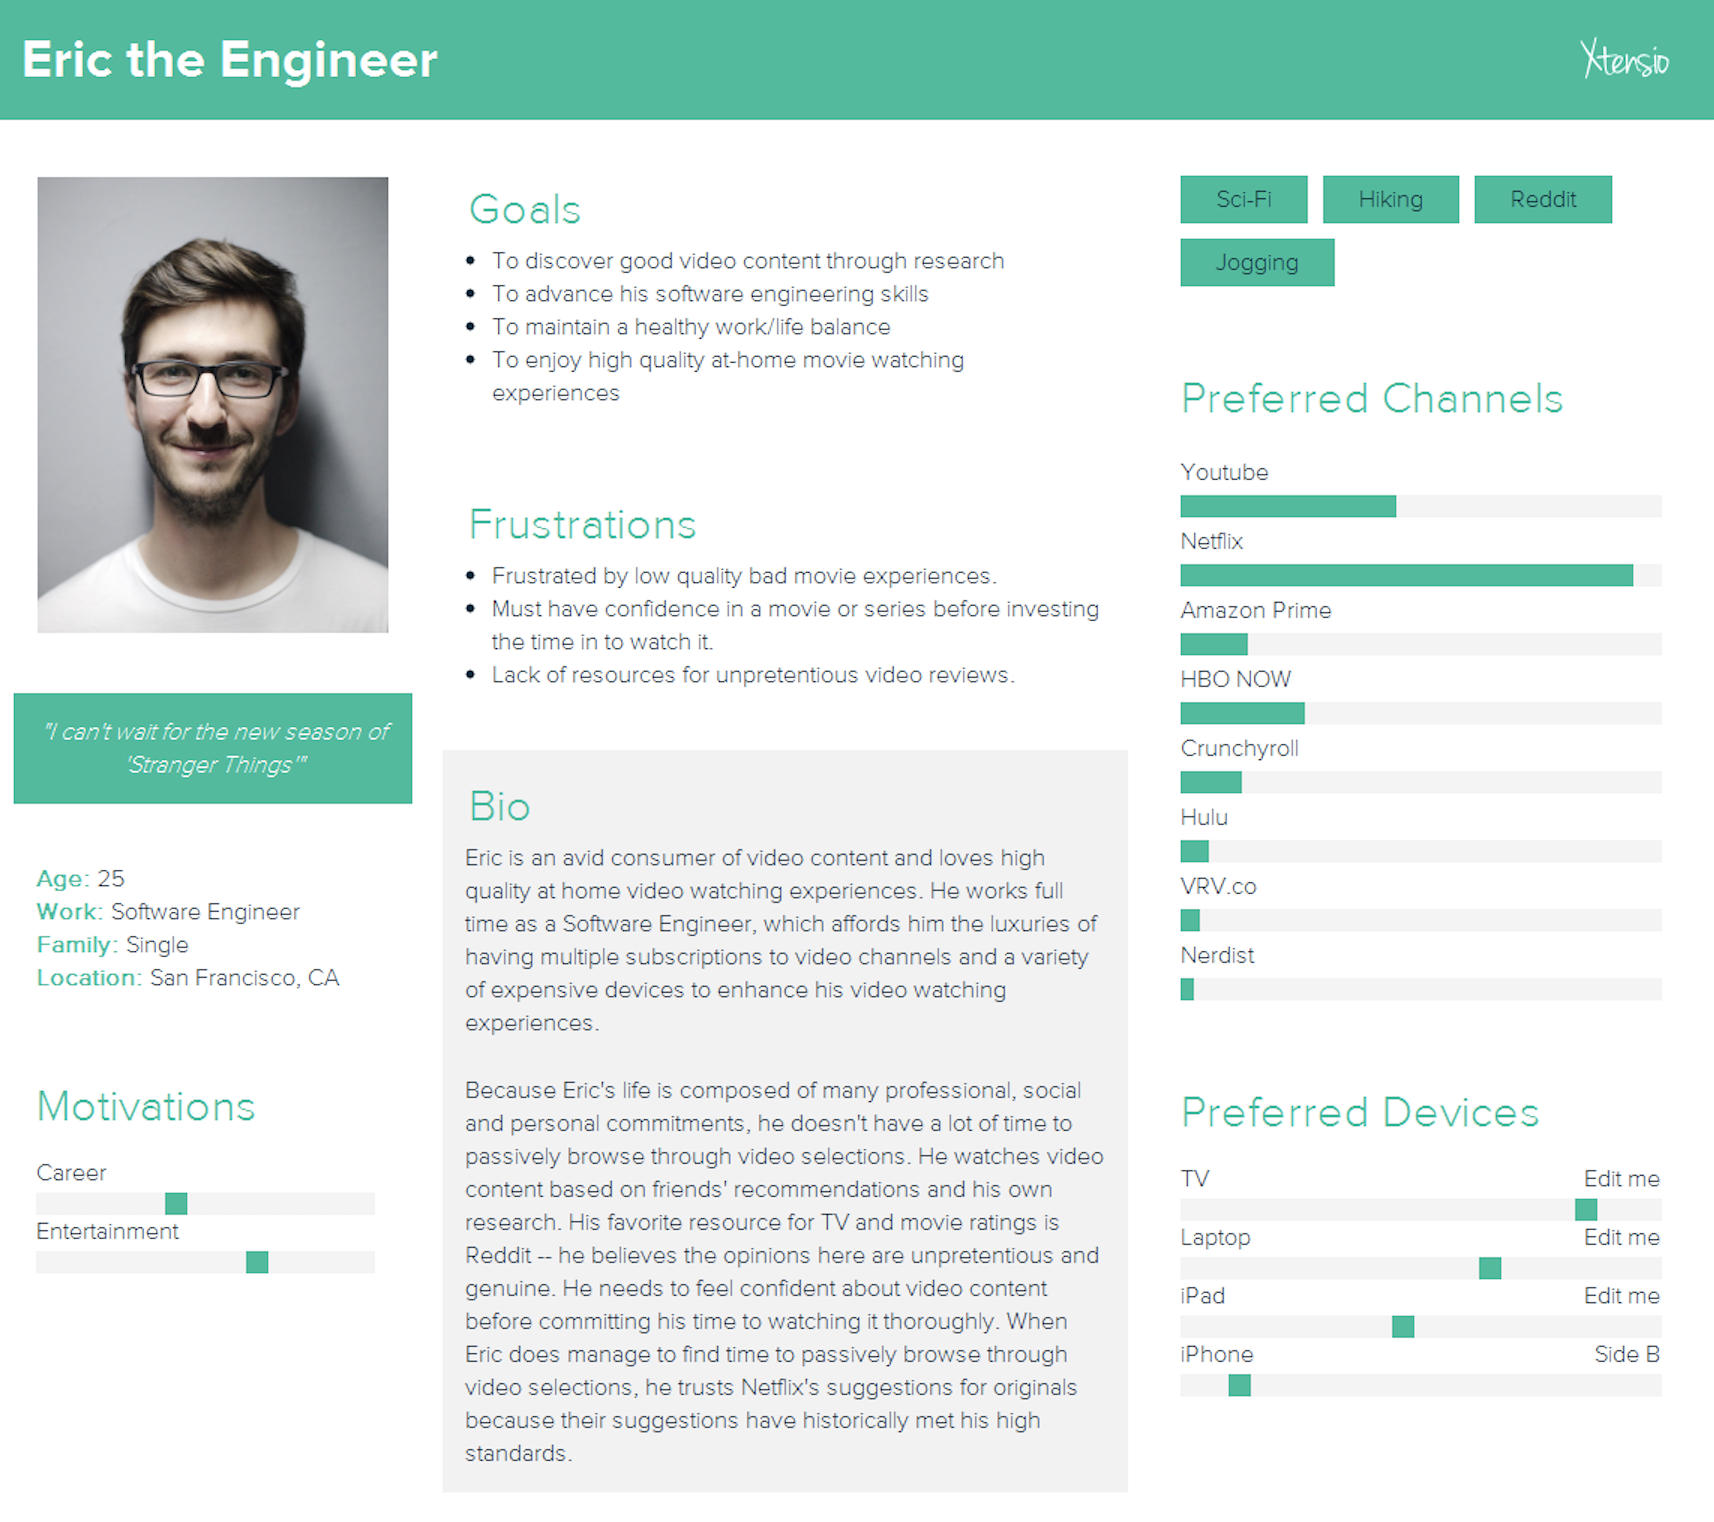 Eric the Engineer
Xtensio
"I can't wait for the new season of
'Stranger Things'"
Age: 25
Work: Software Engineer
Family: Single
Location: San Francisco, CA
Motivations
Career
Entertainment
Goals
To discover good video content through research
To advance his software engineering skills
To maintain a healthy work/life balance
To enjoy high quality at-home movie watching
experiences
Frustrations
Frustrated by low quality bad movie experiences.
Must have confidence in a movie or series before investing
the time in to watch it.
Lack of resources for unpretentious video reviews.
Bio
Eric is an avid consumer of video content and loves high
quality at home video watching experiences. He works full
time as a Software Engineer, which affords him the luxuries of
having multiple subscriptions to video channels and a variety
of expensive devices to enhance his video watching
experiences.
Because Eric's life is composed of many professional, social
and personal commitments, he doesn't have a lot of time to
passively browse through video selections. He watches video
content based on friends' recommendations and his own
research. His favorite resource for TV and movie ratings is
Reddit -- he believes the opinions here are unpretentious and
genuine. He needs to feel confident about video content
before committing his time to watching it thoroughly. When
Eric does manage to find time to passively browse through
video selections, he trusts Netflix's suggestions for originals
because their suggestions have historically met his high
standards.
Sci-Fi
Hiking
Reddit
Jogging
Preferred Channels
Youtube
Netflix
Amazon Prime
HBO NOW
Crunchyroll
Hulu
VRV.co
Nerdist
Preferred Devices
TV Edit me
Laptop Edit me
iPad Edit me
iPhone Side B